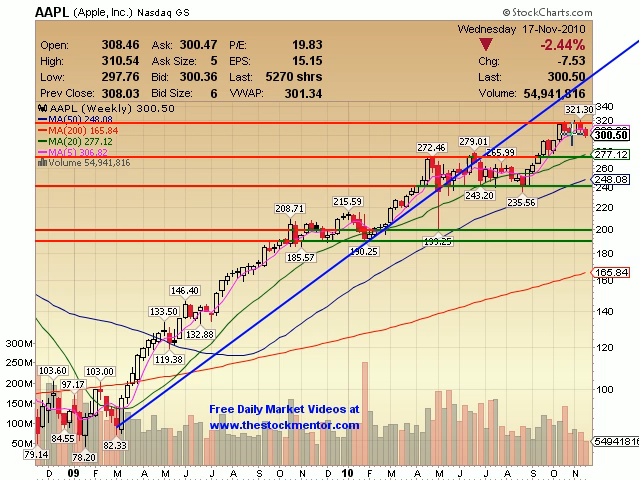 AAPL (Apple, Inc.) Nasdaq GS
© StockCharts.com
Wednesday 17-Nov-2010
Open: 308.46 Ask: 300.47 P/E: 19.83 -2.44%
High: 310.54 Ask Size: 5 EPS: 15.15 Chg: -7.53
Low: 297.76 Bid: 300.36 Last: 5270 shrs Last: 300.50
Prev Close: 308.03 Bid Size: 6 VWAP: 301.34 Volume: 54,941,816
AAPL (Weekly) 300.50
MA(50) 248.08
MA(200) 165.84
MA(20) 277.12
MA(5) 306.82
Volume 54,941,816
321.30
340
320
300.50
277.12
260
248.08
240
220
200
180
165.84
160
140
120
100
272.46
279.01
265.99
243.20
235.56
215.59
208.71
199.25
190.25
185.57
146.40
133.50
132.88
119.38
103.60
97.17
103.00
84.55
82.33
79.14
78.20
300M
250M
200M
150M
100M
50M
54941816
Free Daily Market Videos at
www.thestockmentor.com
D 09 F M A M J J A S O N D 10 F M A M J J A S O N